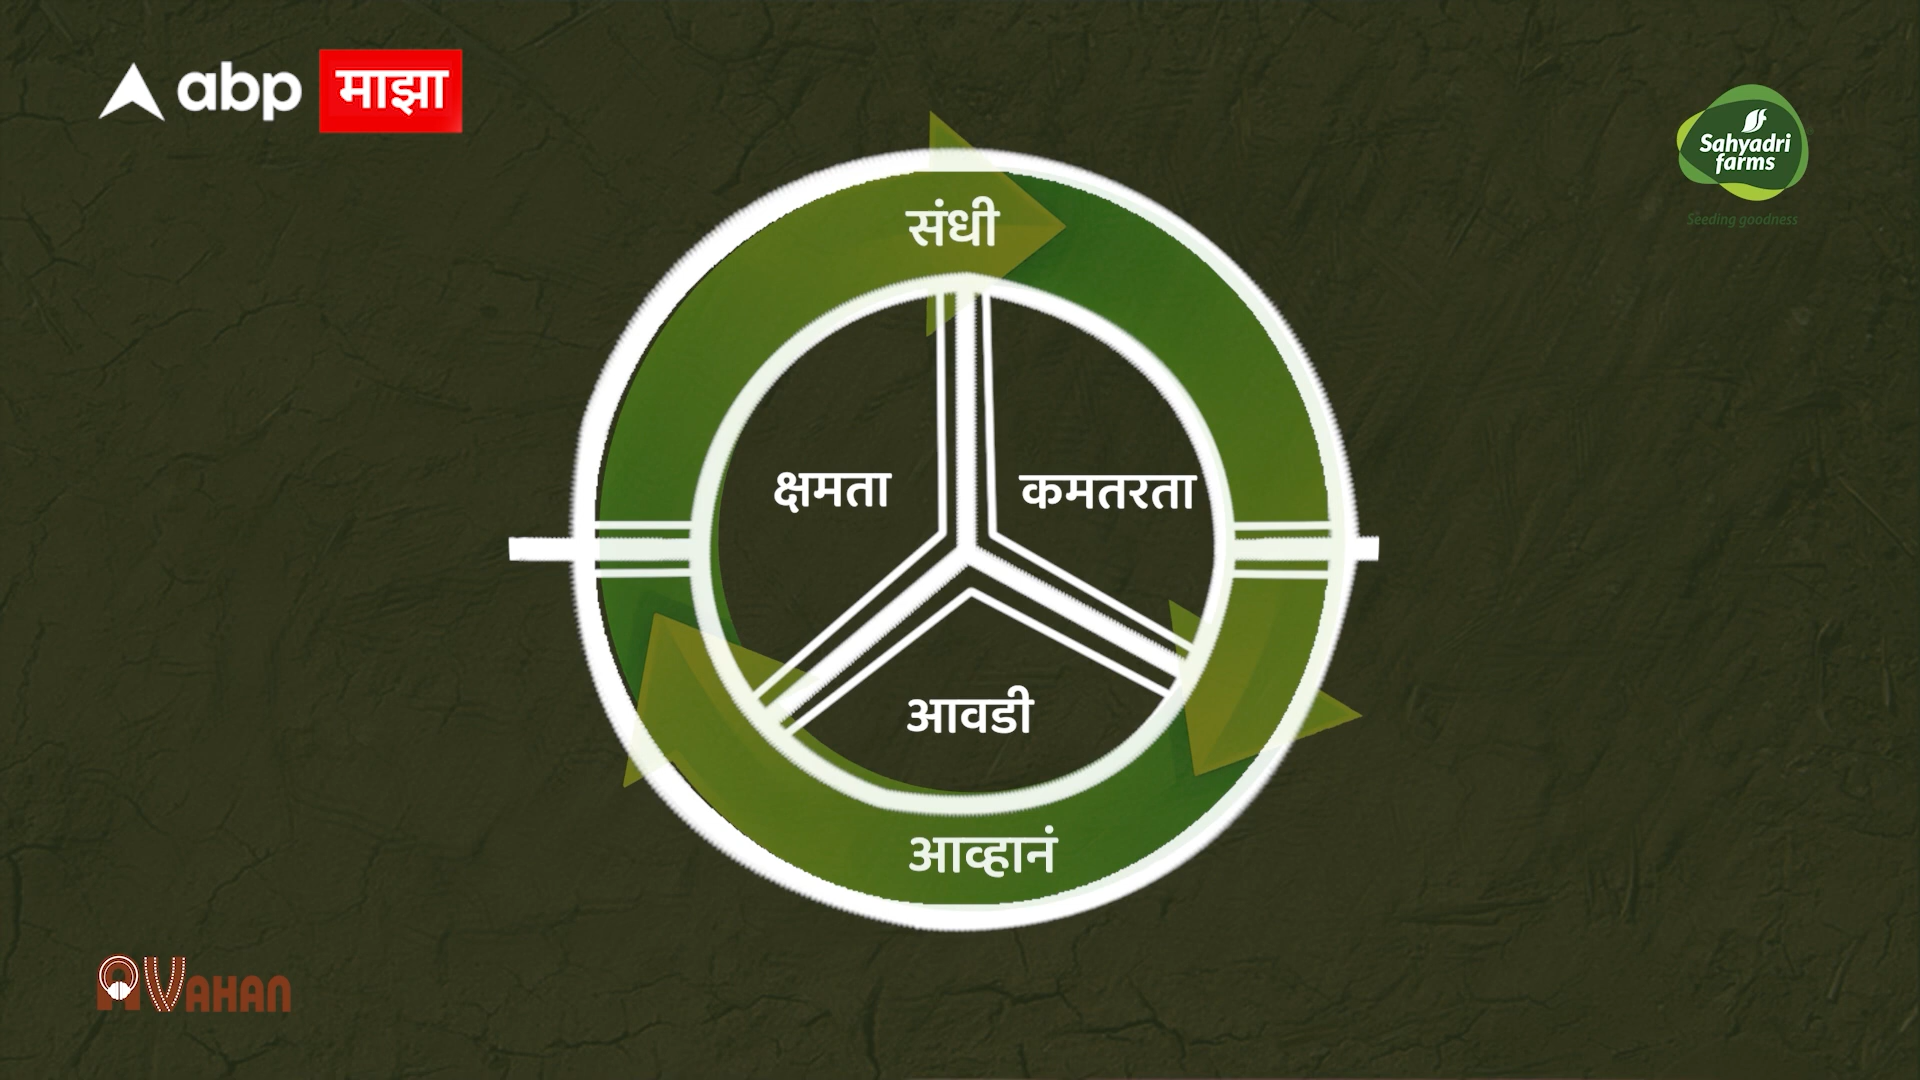 abp माझा
Sahyadri
farms
Seeding goodness
संधी
क्षमता
कमतरता
आवडी
आव्हानं
AVAHAN